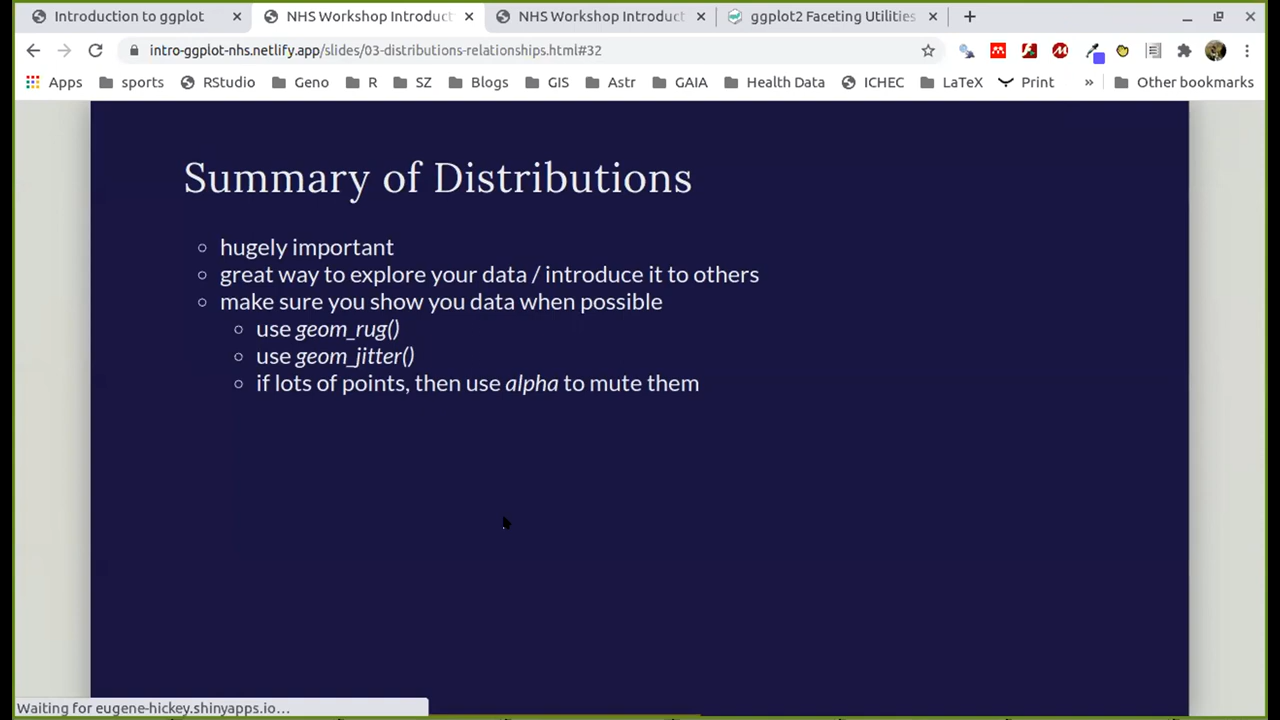 Introduction to ggplot
NHS Workshop Introduct
NHS Workshop Introduct
ggplot2 Faceting Utilities
intro-ggplot-nhs.netlify.app/slides/03-distributions-relationships.html#32
Apps sports RStudio Geno R SZ Blogs GIS Astr GAIA Health Data ICHEC LaTeX Print » Other bookmarks
Summary of Distributions
hugely important
great way to explore your data / introduce it to others
make sure you show you data when possible
use geom_rug()
use geom_jitter()
if lots of points, then use alpha to mute them
Waiting for eugene-hickey.shinyapps.io…